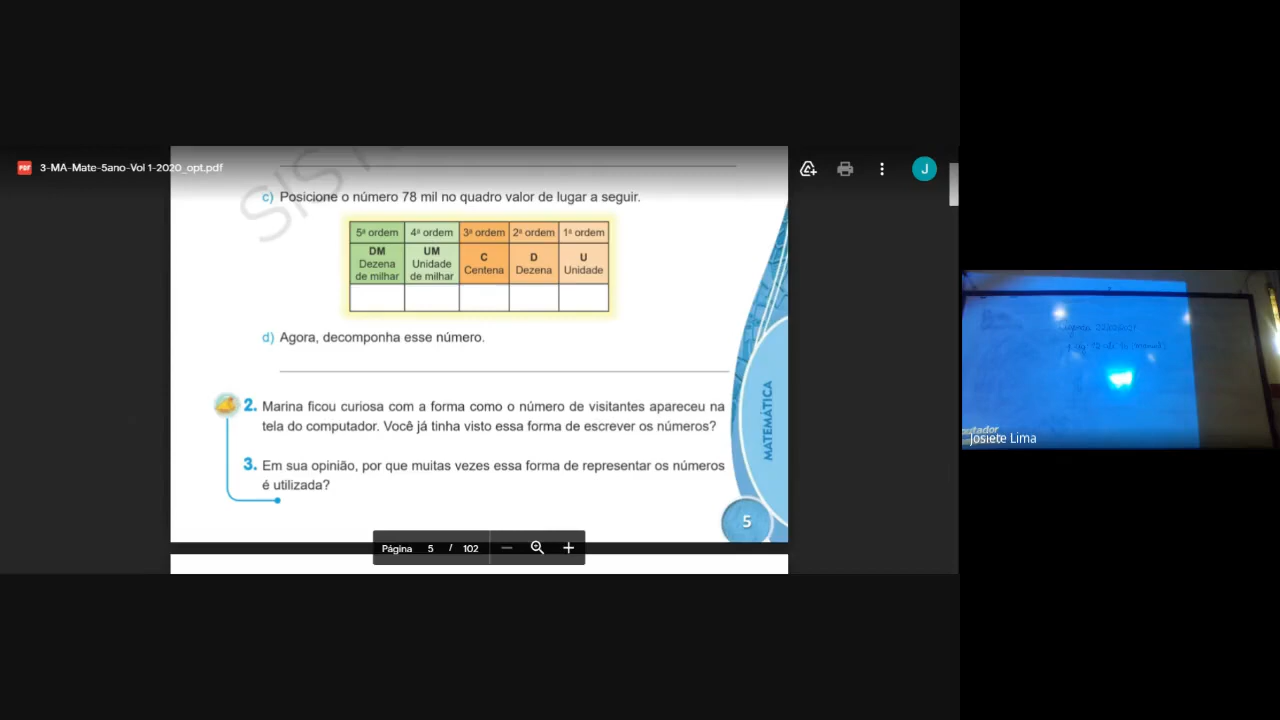 3-MA-Mate-5ano-Vol 1-2020_opt.pdf
J
SIST
c) Posicione o número 78 mil no quadro valor de lugar a seguir.
5ª ordem 4ª ordem 3ª ordem 2ª ordem 1ª ordem
DM UM C D U
Dezena de milhar Unidade de milhar Centena Dezena Unidade
d) Agora, decomponha esse número.
2. Marina ficou curiosa com a forma como o número de visitantes apareceu na
tela do computador. Você já tinha visto essa forma de escrever os números?
3. Em sua opinião, por que muitas vezes essa forma de representar os números
é utilizada?
MATEMÁTICA
5
Página 5 / 102
Josiete Lima